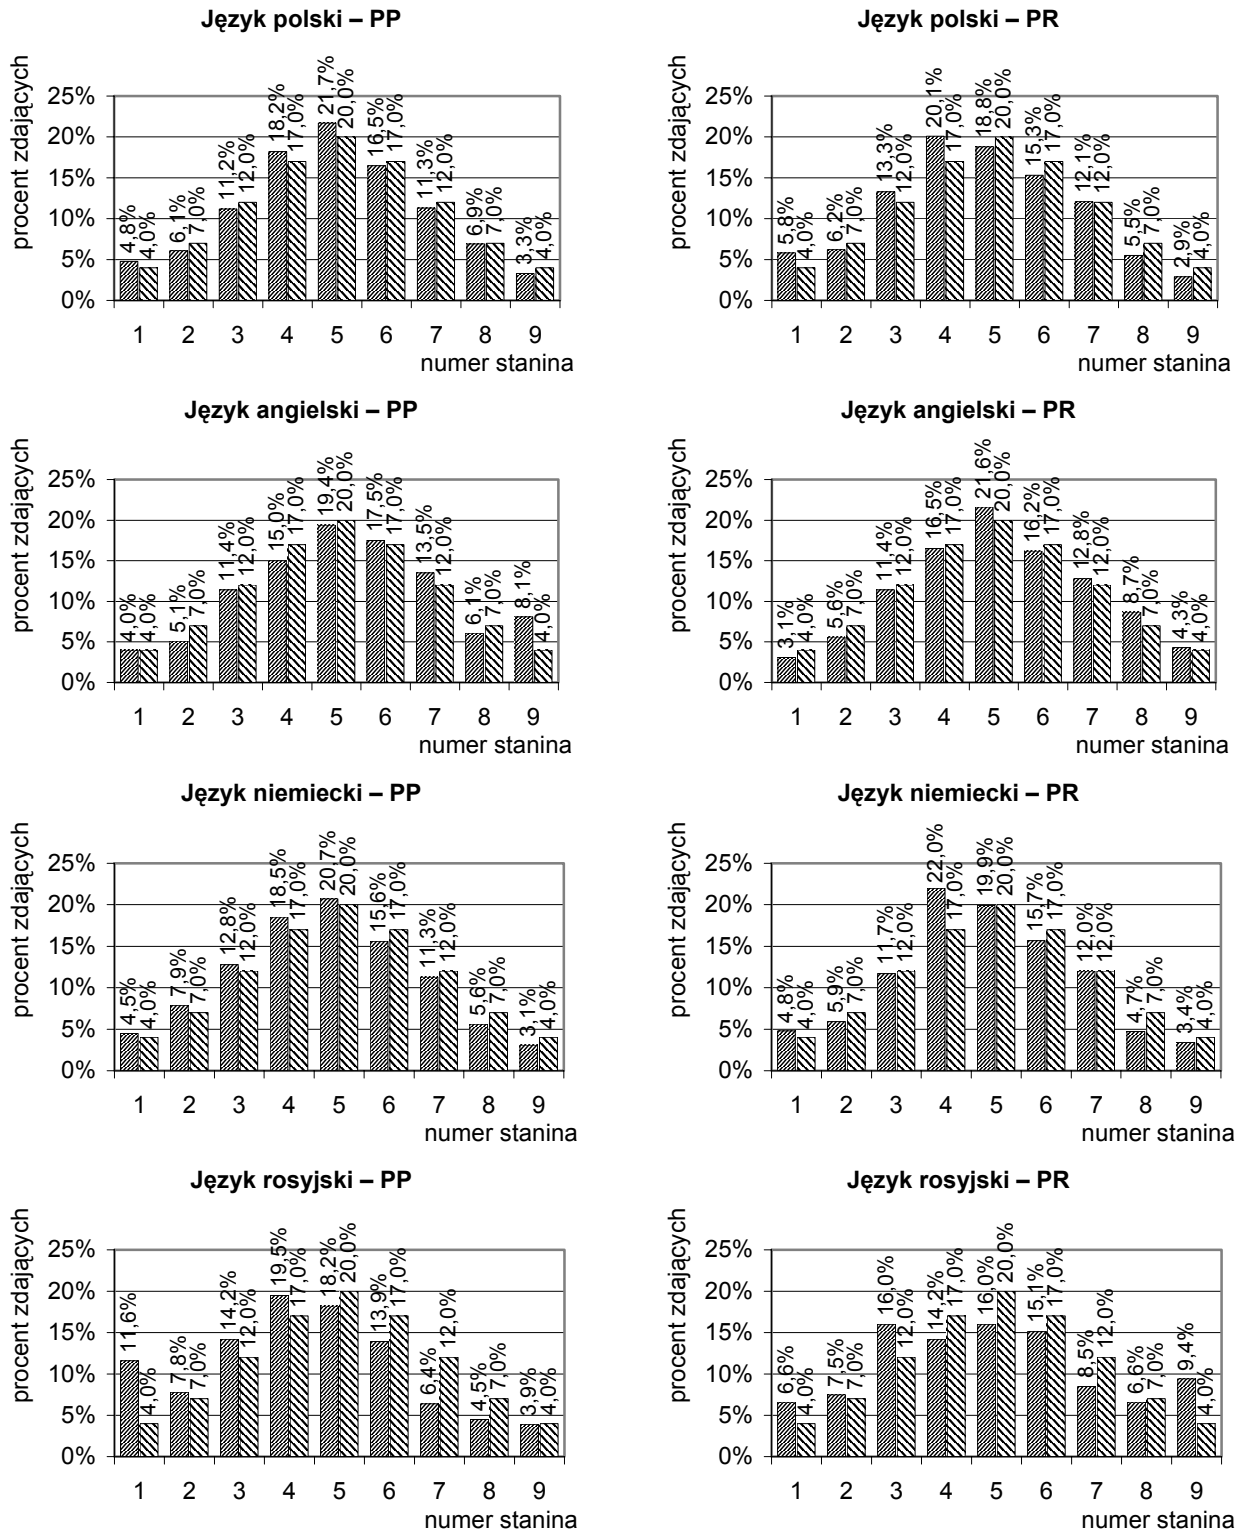 Język polski – PP
procent zdających
25%
20%
15%
10%
5%
0%
4,8% 4,0% 6,1% 7,0% 11,2% 12,0% 18,2% 17,0% 21,7% 20,0% 16,5% 17,0% 11,3% 12,0% 6,9% 7,0% 3,3% 4,0%
1 2 3 4 5 6 7 8 9
numer stanina
Język polski – PR
procent zdających
25%
20%
15%
10%
5%
0%
5,8% 4,0% 6,2% 7,0% 13,3% 12,0% 20,1% 17,0% 18,8% 20,0% 15,3% 17,0% 12,1% 12,0% 5,5% 7,0% 2,9% 4,0%
1 2 3 4 5 6 7 8 9
numer stanina
Język angielski – PP
procent zdających
25%
20%
15%
10%
5%
0%
4,0% 4,0% 5,1% 7,0% 11,4% 12,0% 15,0% 17,0% 19,4% 20,0% 17,5% 17,0% 13,5% 12,0% 6,1% 7,0% 8,1% 4,0%
1 2 3 4 5 6 7 8 9
numer stanina
Język angielski – PR
procent zdających
25%
20%
15%
10%
5%
0%
3,1% 4,0% 5,6% 7,0% 11,4% 12,0% 16,5% 17,0% 21,6% 20,0% 16,2% 17,0% 12,8% 12,0% 8,7% 7,0% 4,3% 4,0%
1 2 3 4 5 6 7 8 9
numer stanina
Język niemiecki – PP
procent zdających
25%
20%
15%
10%
5%
0%
4,5% 4,0% 7,9% 7,0% 12,8% 12,0% 18,5% 17,0% 20,7% 20,0% 15,6% 17,0% 11,3% 12,0% 5,6% 7,0% 3,1% 4,0%
1 2 3 4 5 6 7 8 9
numer stanina
Język niemiecki – PR
procent zdających
25%
20%
15%
10%
5%
0%
4,8% 4,0% 5,9% 7,0% 11,7% 12,0% 22,0% 17,0% 19,9% 20,0% 15,7% 17,0% 12,0% 12,0% 4,7% 7,0% 3,4% 4,0%
1 2 3 4 5 6 7 8 9
numer stanina
Język rosyjski – PP
procent zdających
25%
20%
15%
10%
5%
0%
11,6% 4,0% 7,8% 7,0% 14,2% 12,0% 19,5% 17,0% 18,2% 20,0% 13,9% 17,0% 6,4% 12,0% 4,5% 7,0% 3,9% 4,0%
1 2 3 4 5 6 7 8 9
numer stanina
Język rosyjski – PR
procent zdających
25%
20%
15%
10%
5%
0%
6,6% 4,0% 7,5% 7,0% 16,0% 12,0% 14,2% 17,0% 16,0% 20,0% 15,1% 17,0% 8,5% 12,0% 6,6% 7,0% 9,4% 4,0%
1 2 3 4 5 6 7 8 9
numer stanina